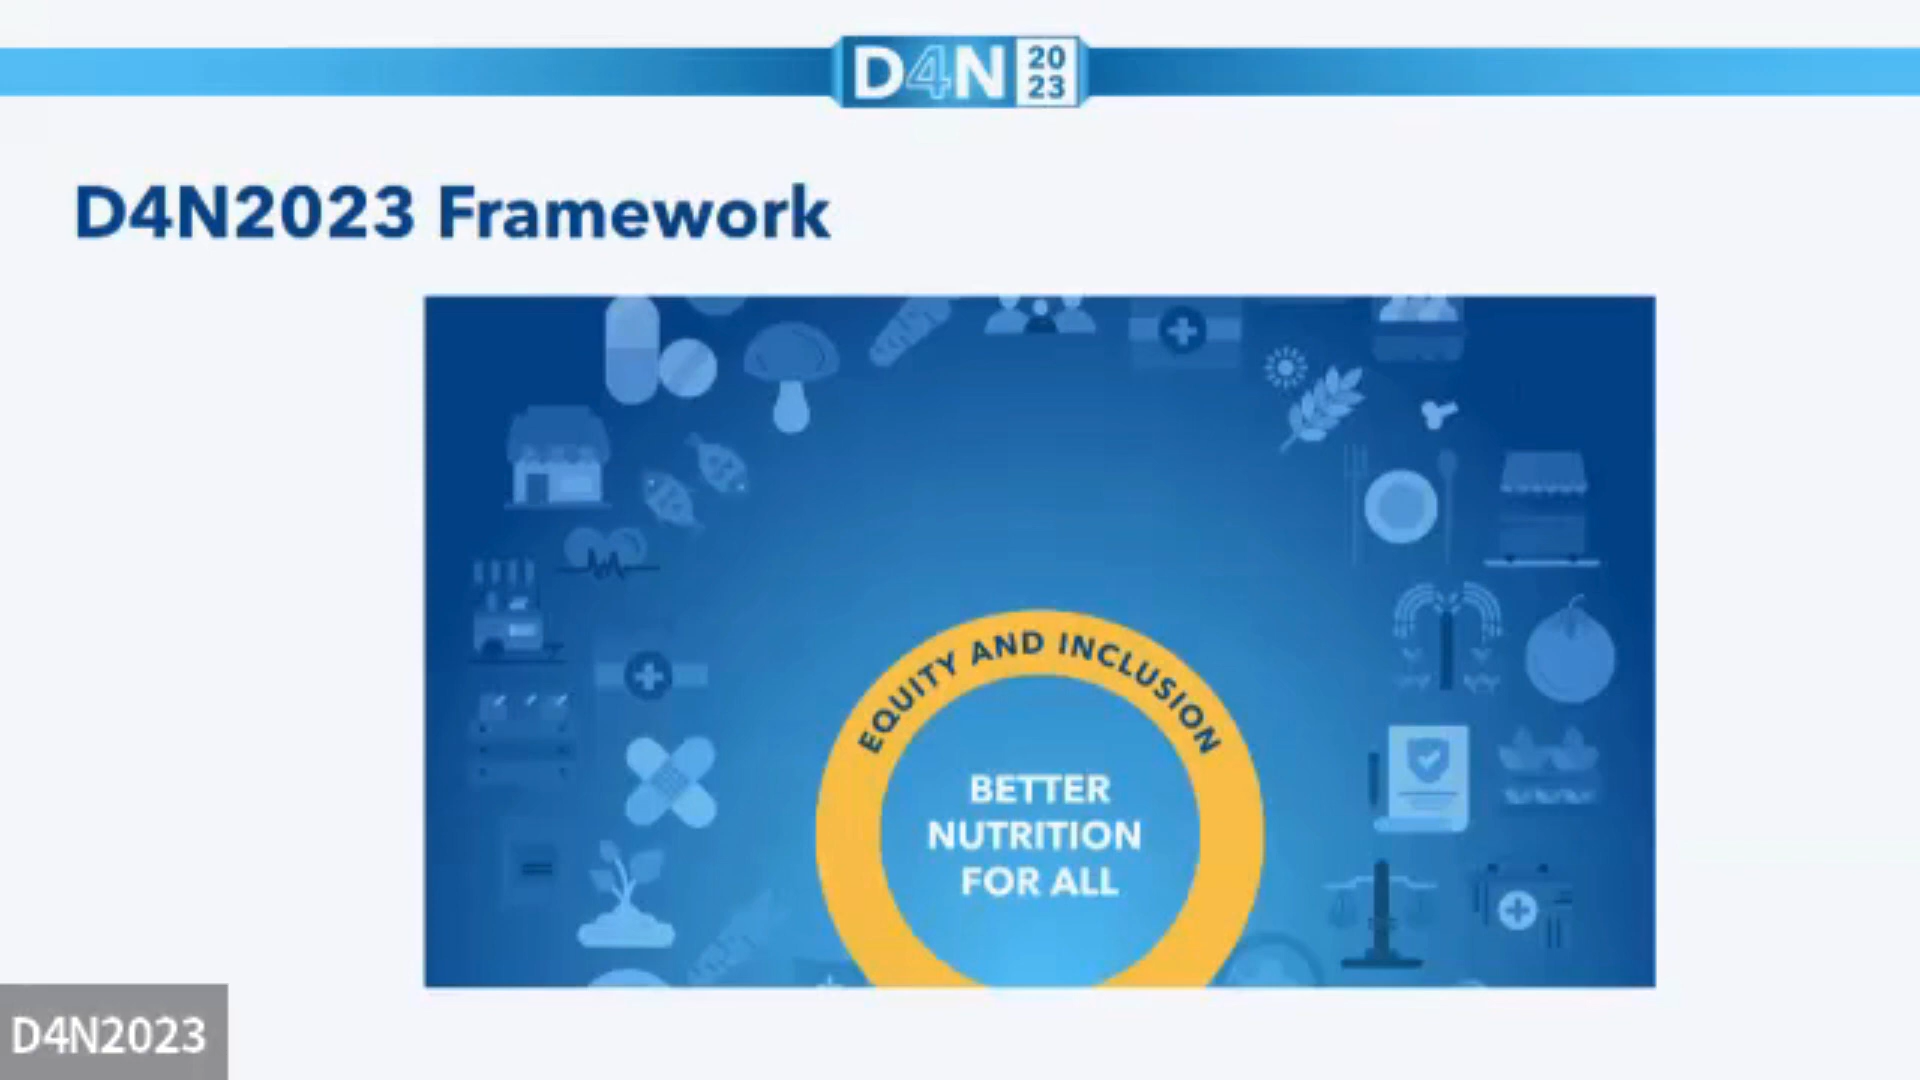 D4N 20
23
D4N2023 Framework
EQUITY AND INCLUSION
BETTER
NUTRITION
FOR ALL
D4N2023